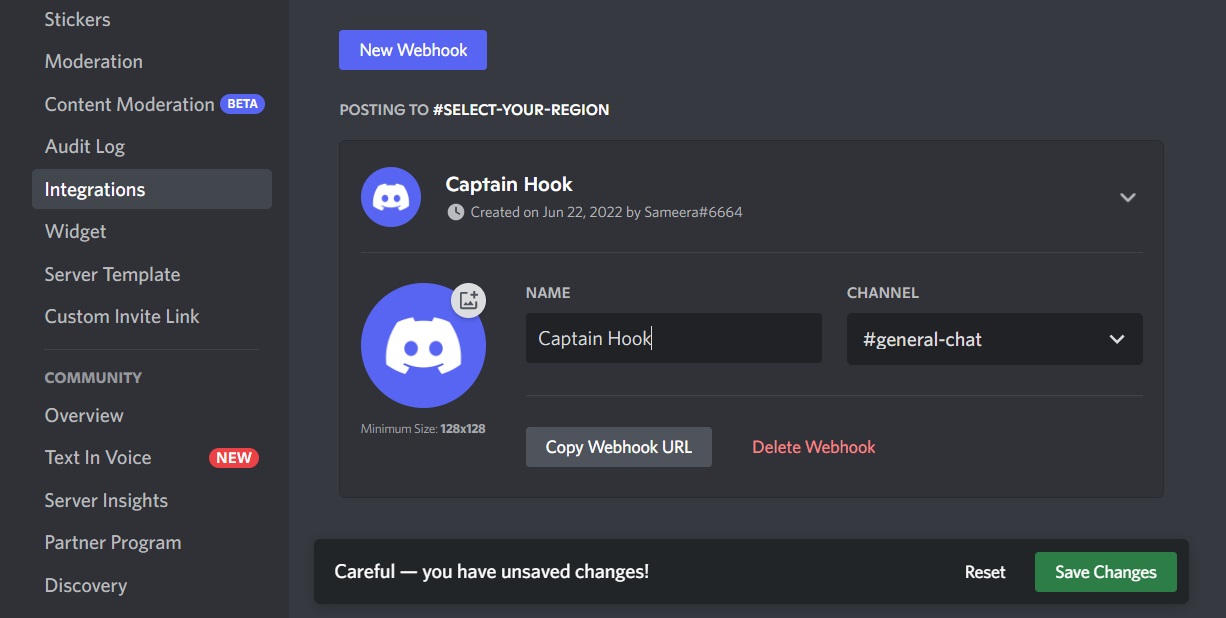 Stickers
Moderation
Content Moderation BETA
Audit Log
Integrations
Widget
Server Template
Custom Invite Link
COMMUNITY
Overview
Text In Voice NEW
Server Insights
Partner Program
Discovery
New Webhook
POSTING TO #SELECT-YOUR-REGION
Captain Hook
Created on Jun 22, 2022 by Sameera#6664
Minimum Size: 128x128
NAME
Captain Hook
CHANNEL
#general-chat
Copy Webhook URL
Delete Webhook
Careful — you have unsaved changes!
Reset
Save Changes